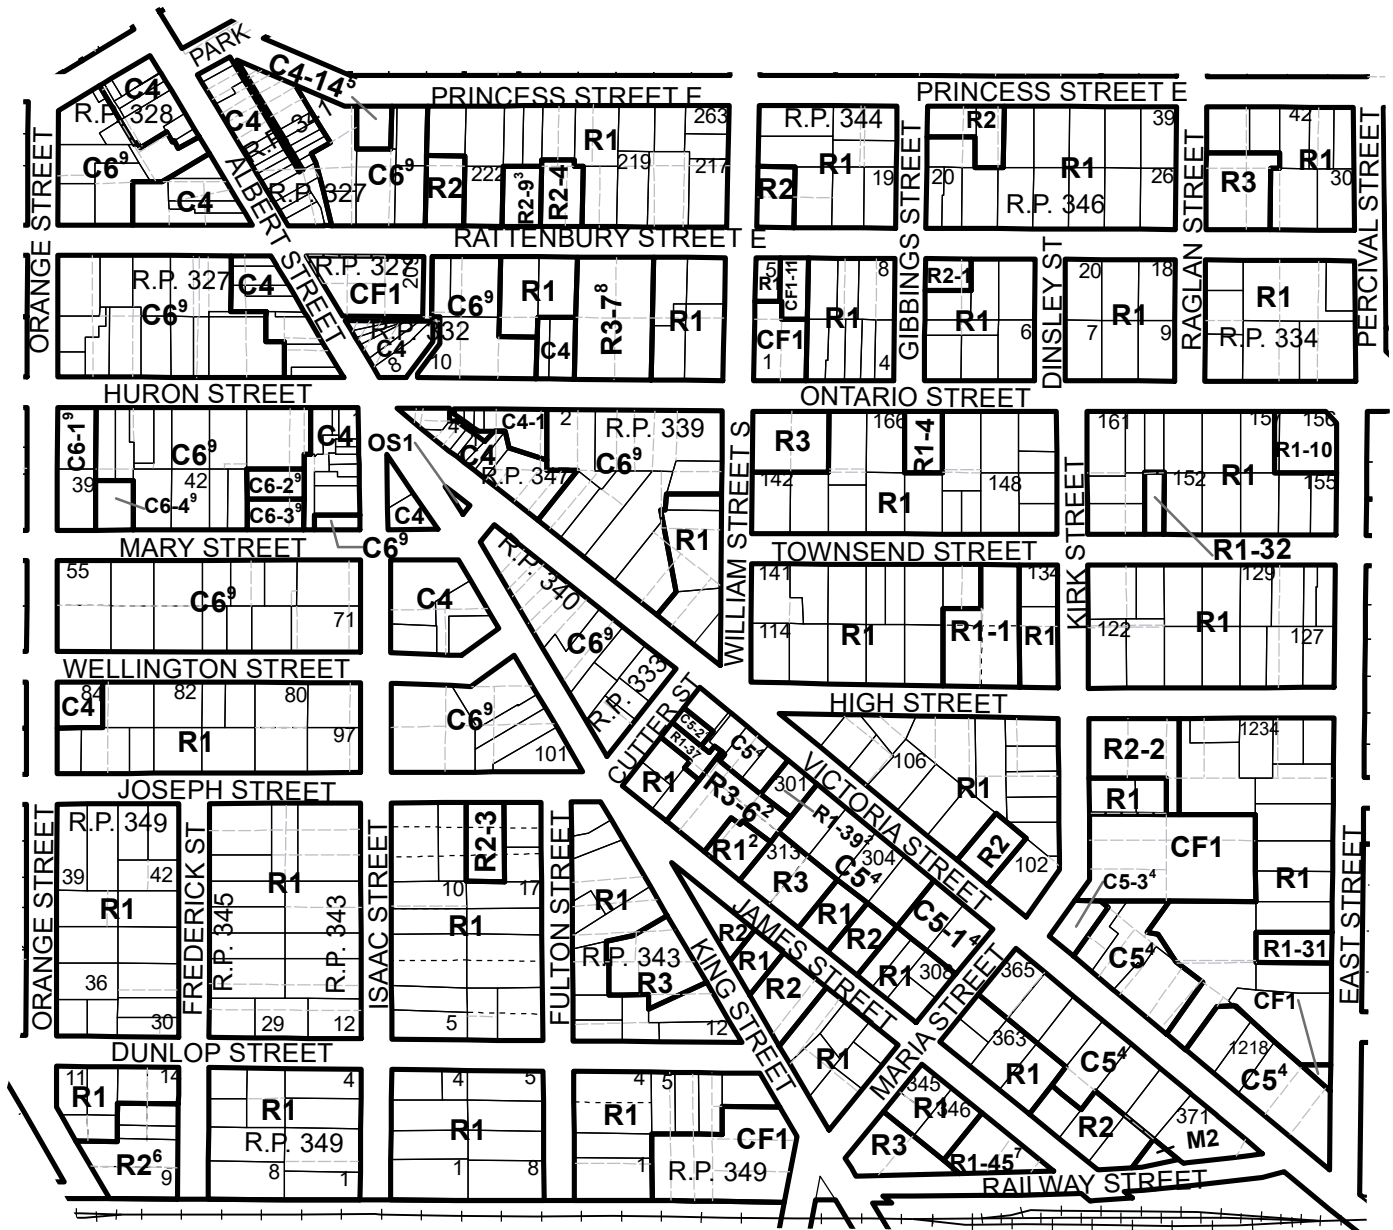 PARK
C4-14⁵
PRINCESS STREET E
PRINCESS STREET E
C4
R.P. 328
C4
R.P. 327
C6⁹
C4
C6⁹
R2
222
R2-9³
R2-4
R1
219
263
217
R.P. 344
R1
R2
19
R2
39
R1
20
26
R.P. 346
42
R1
R3
30
ORANGE STREET
ALBERT STREET
GIBBINGS STREET
RAGLAN STREET
PERCIVAL STREET
RATTENBURY STREET E
R.P. 327
C4
C6⁹
CF1
209
R.P. 332
C4
8
10
C6⁹
R1
C4
R3-7⁸
R1
5
R1
CF1-11
CF1
1
8
R1
4
R2-1
R1
6
DINSLEY ST
20
18
R1
7
9
R1
R.P. 334
HURON STREET
ONTARIO STREET
C6-1⁹
C6⁹
39
42
C6-4⁹
C6-2⁹
C6-3⁹
C4
C6⁹
OS1
C4
4
C4
C4-1
2
R.P. 339
C6⁹
R.P. 347
R1
WILLIAM STREET S
R3
142
166
R1-4
R1
148
KIRK STREET
161
152
R1
R1-10
155
R1-32
MARY STREET
TOWNSEND STREET
55
C6⁹
71
C4
R.P. 340
C6⁹
R.P. 333
141
114
R1
R1-1
134
R1
122
129
R1
127
WELLINGTON STREET
HIGH STREET
84
C4
82
80
R1
97
C6⁹
101
CUTTER ST
C5-2
R1-37
C5⁴
R1
R3-6²
301
R1-39²
VICTORIA STREET
106
R1
R2
102
R2-2
1234
R1
CF1
R1
C5-3⁴
JOSEPH STREET
R.P. 349
39
42
R1
36
30
ORANGE STREET
FREDERICK ST
R1
R.P. 345
R.P. 343
29
12
ISAAC STREET
R2-3
10
17
R1
5
FULTON STREET
R1
R.P. 343
R3
12
KING STREET
R1²
313
304
C5⁴
R3
R1
R2
C5-1⁴
R1
308
JAMES STREET
R2
R1
R2
R1
MARIA STREET
365
363
C5⁴
R1
C5⁴
R1-31
CF1
EAST STREET
1218
C5⁴
DUNLOP STREET
11
R1
14
R2⁶
9
4
R1
R.P. 349
8
1
4
5
R1
1
8
4
5
R1
1
CF1
R.P. 349
345
R1
346
R3
R1-45⁷
R2
371
M2
RAILWAY STREET